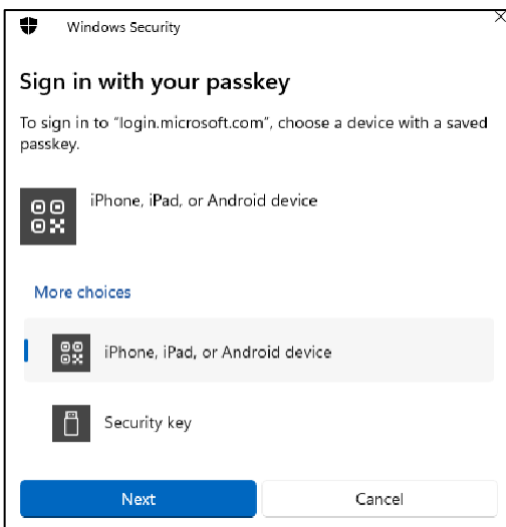 Windows Security
Sign in with your passkey
To sign in to "login.microsoft.com", choose a device with a saved
passkey.
iPhone, iPad, or Android device
More choices
iPhone, iPad, or Android device
Security key
Next
Cancel